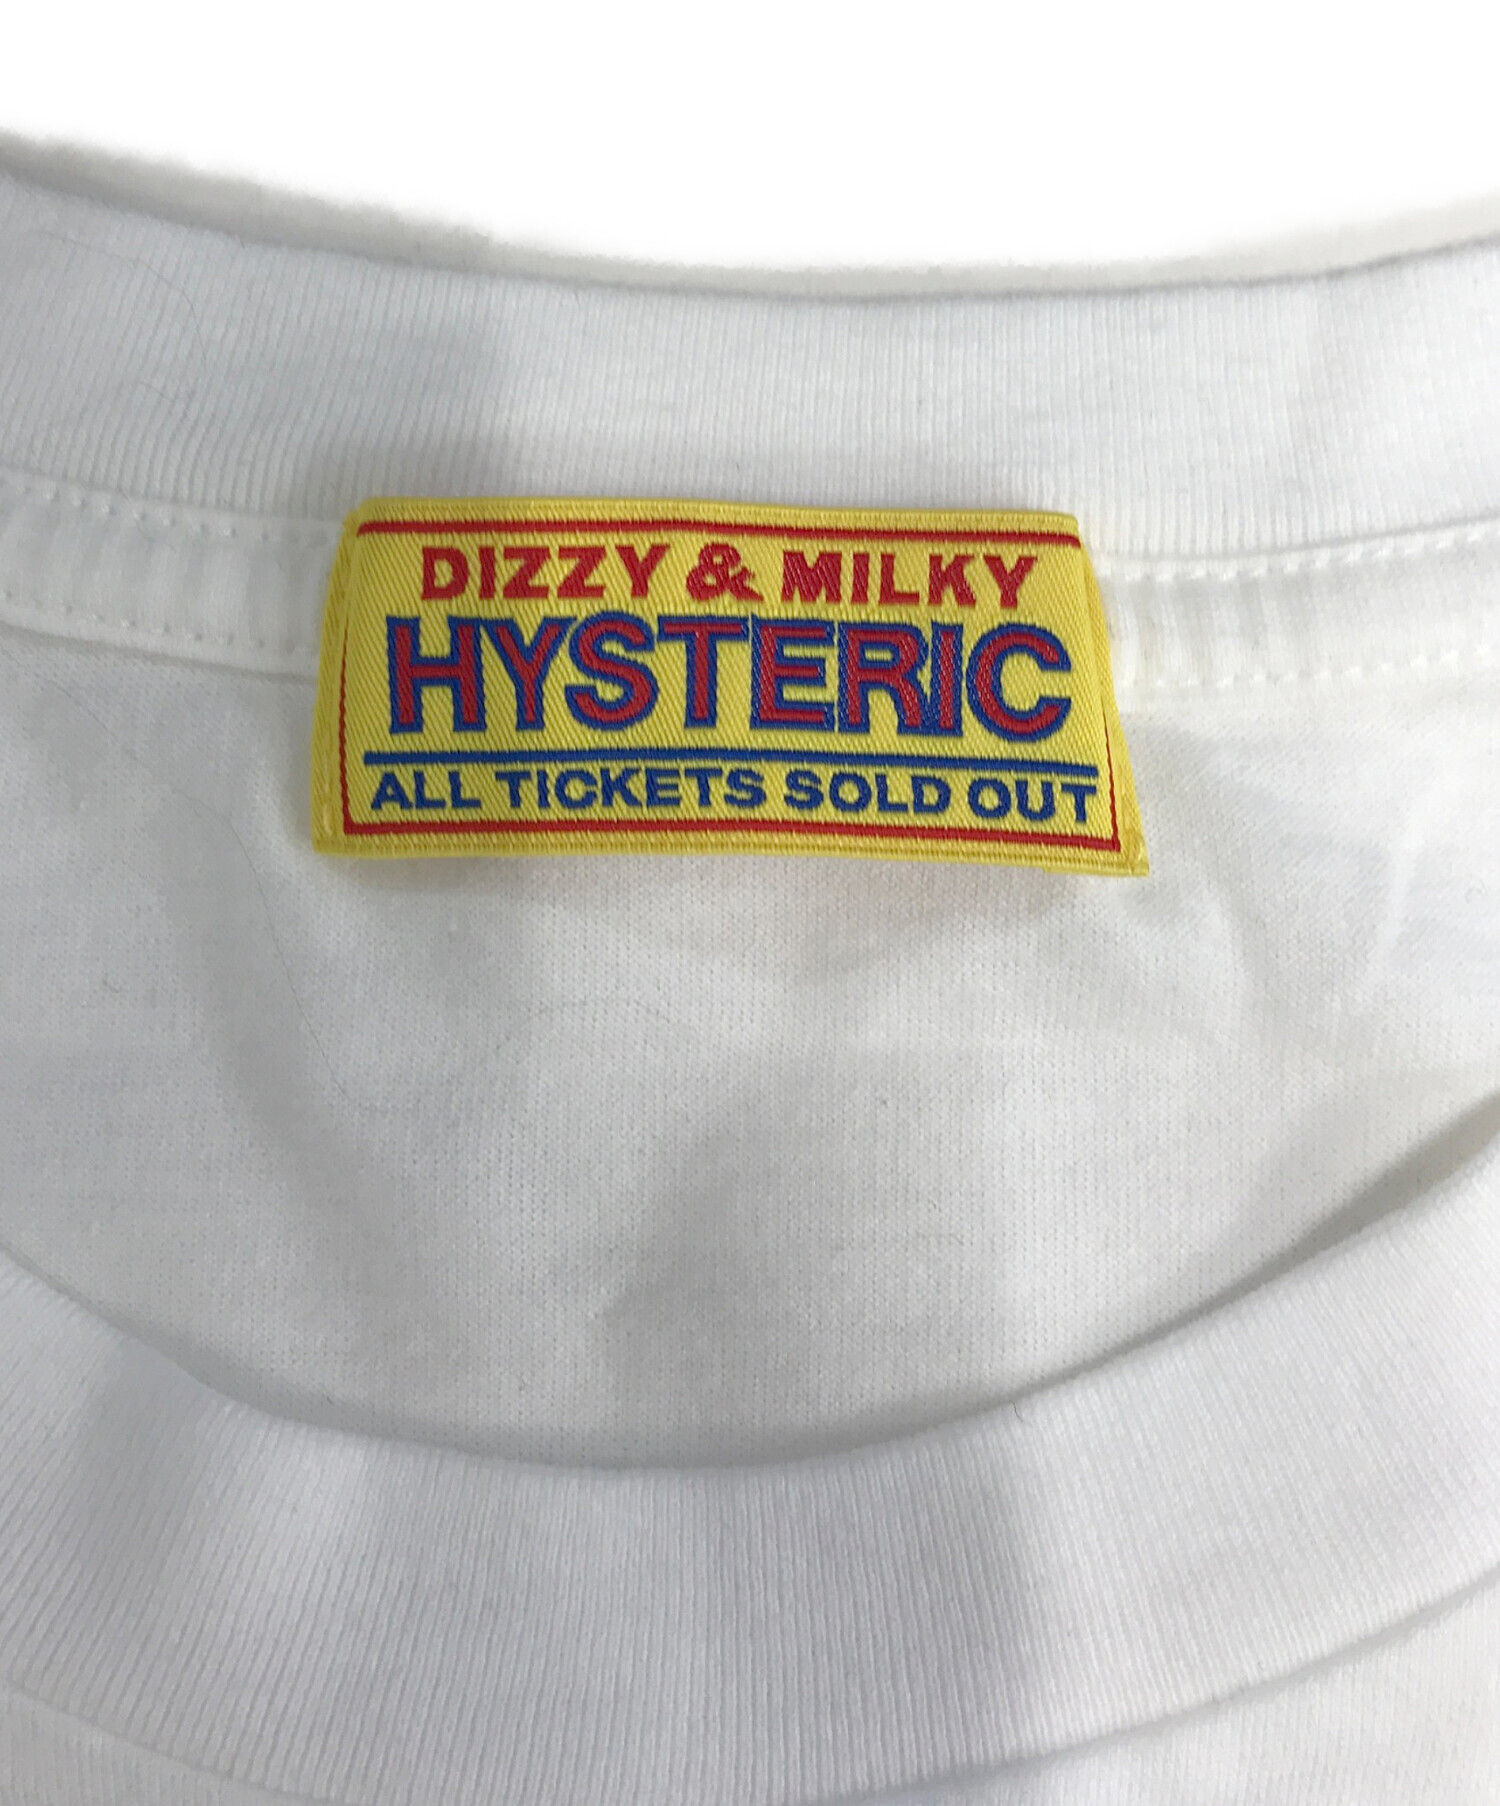 DIZZY & MILKY
HYSTERIC
ALL TICKETS SOLD OUT